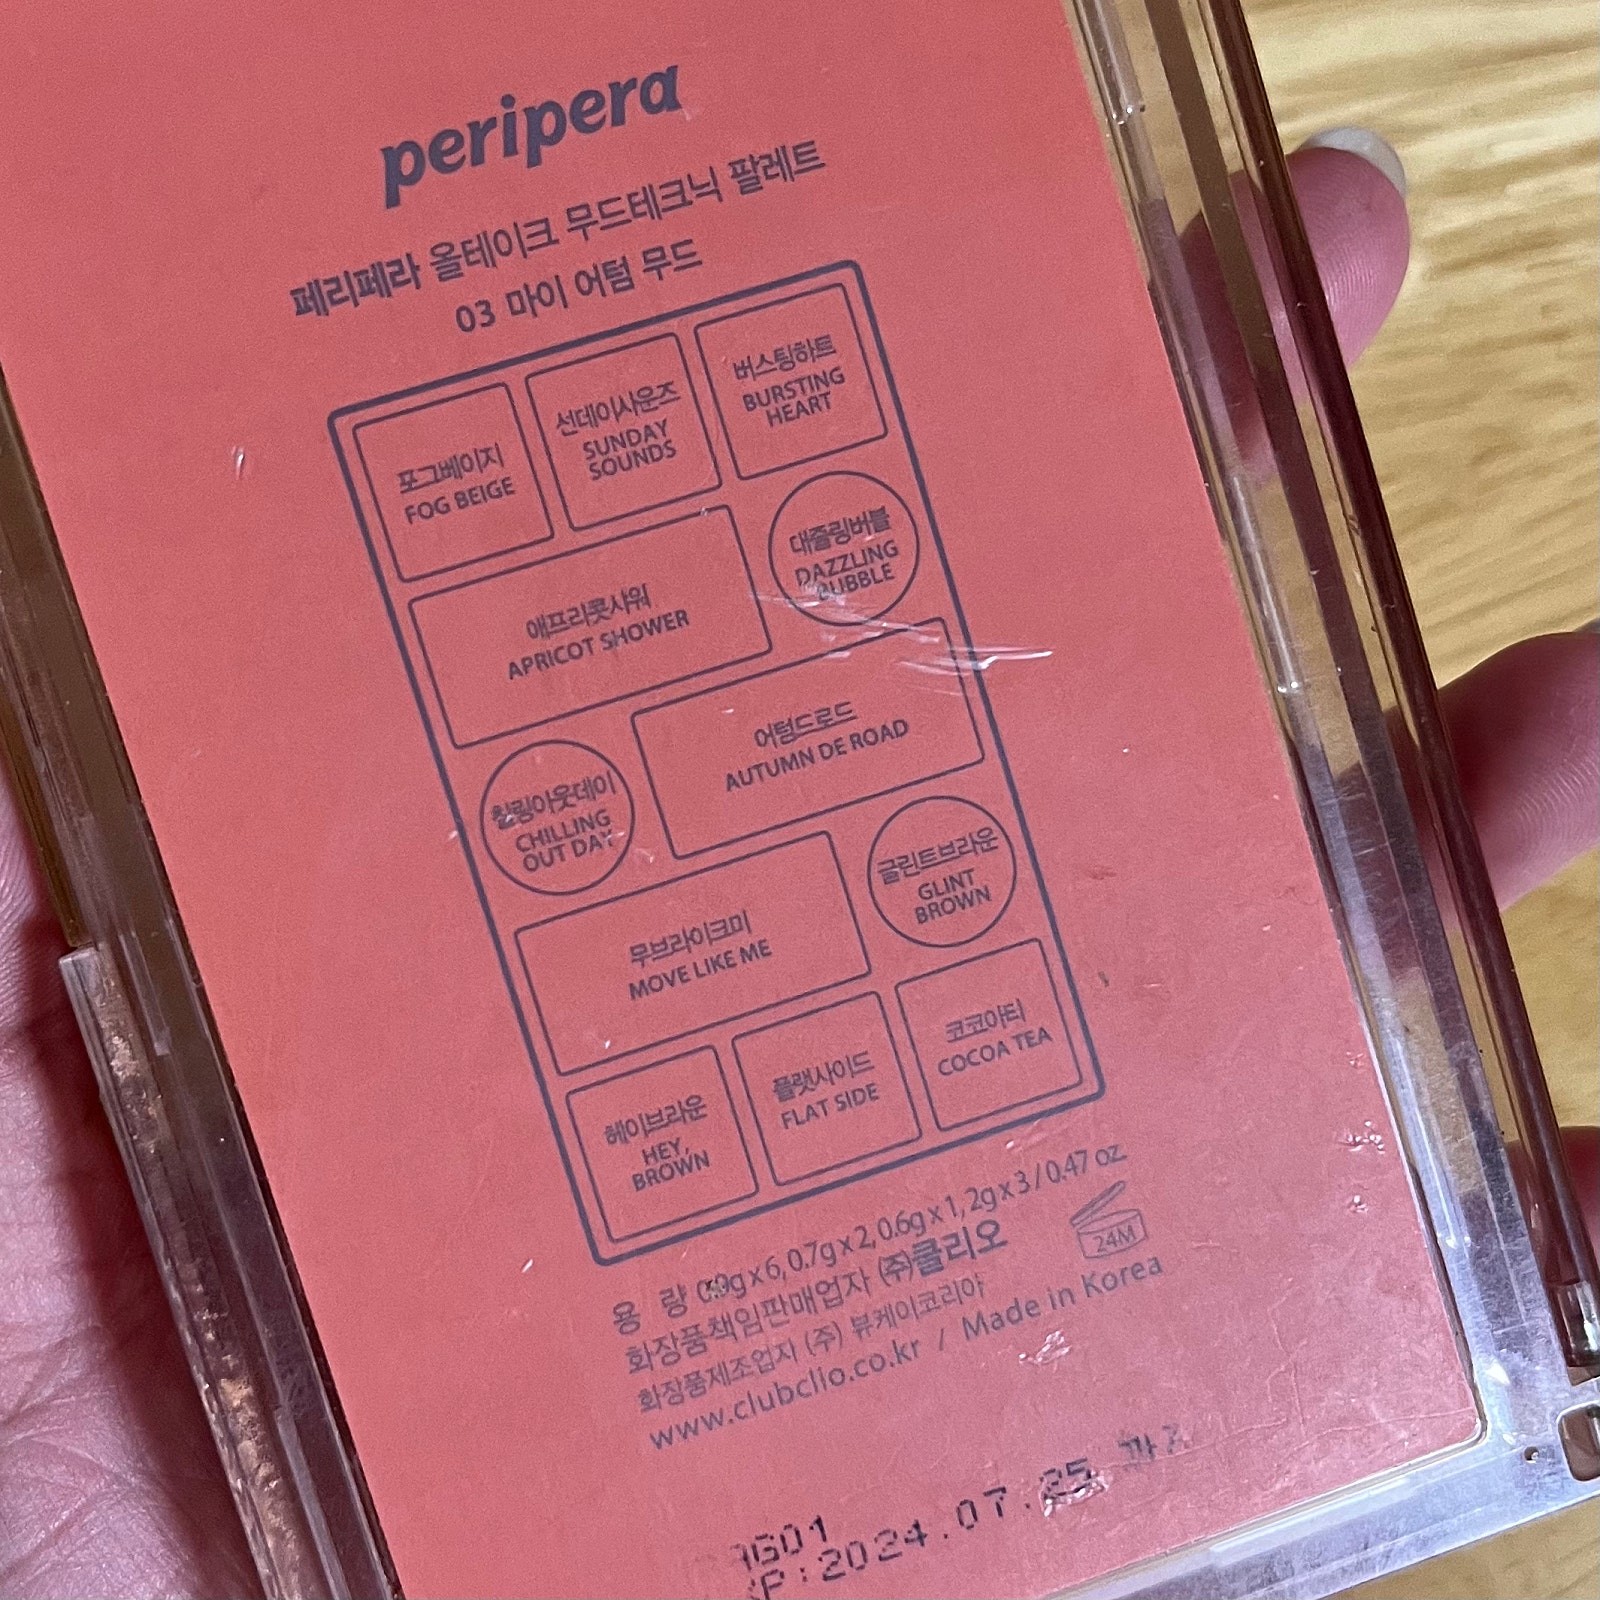 peripera
페리페라 올테이크 무드테크닉 팔레트
03 마이 어텀 무드
포그베이지
FOG BEIGE
선데이사운즈
SUNDAY
SOUNDS
버스팅하트
BURSTING
HEART
애프리콧샤워
APRICOT SHOWER
대즐링버블
DAZZLING
BUBBLE
칠링아웃데이
CHILLING
OUT DAY
어텀드로드
AUTUMN DE ROAD
무브라이크미
MOVE LIKE ME
글린트브라운
GLINT
BROWN
헤이브라운
HEY,
BROWN
플랫사이드
FLAT SIDE
코코아티
COCOA TEA
용 량 0.9g x 6, 0.7g x 2, 0.6g x 1, 2g x 3 / 0.47 oz.
화장품책임판매업자 (주)클리오
24M
화장품제조업자 (주) 뷰케이코리아
www.clubclio.co.kr / Made in Korea
G01
P:2024.07.25 까지